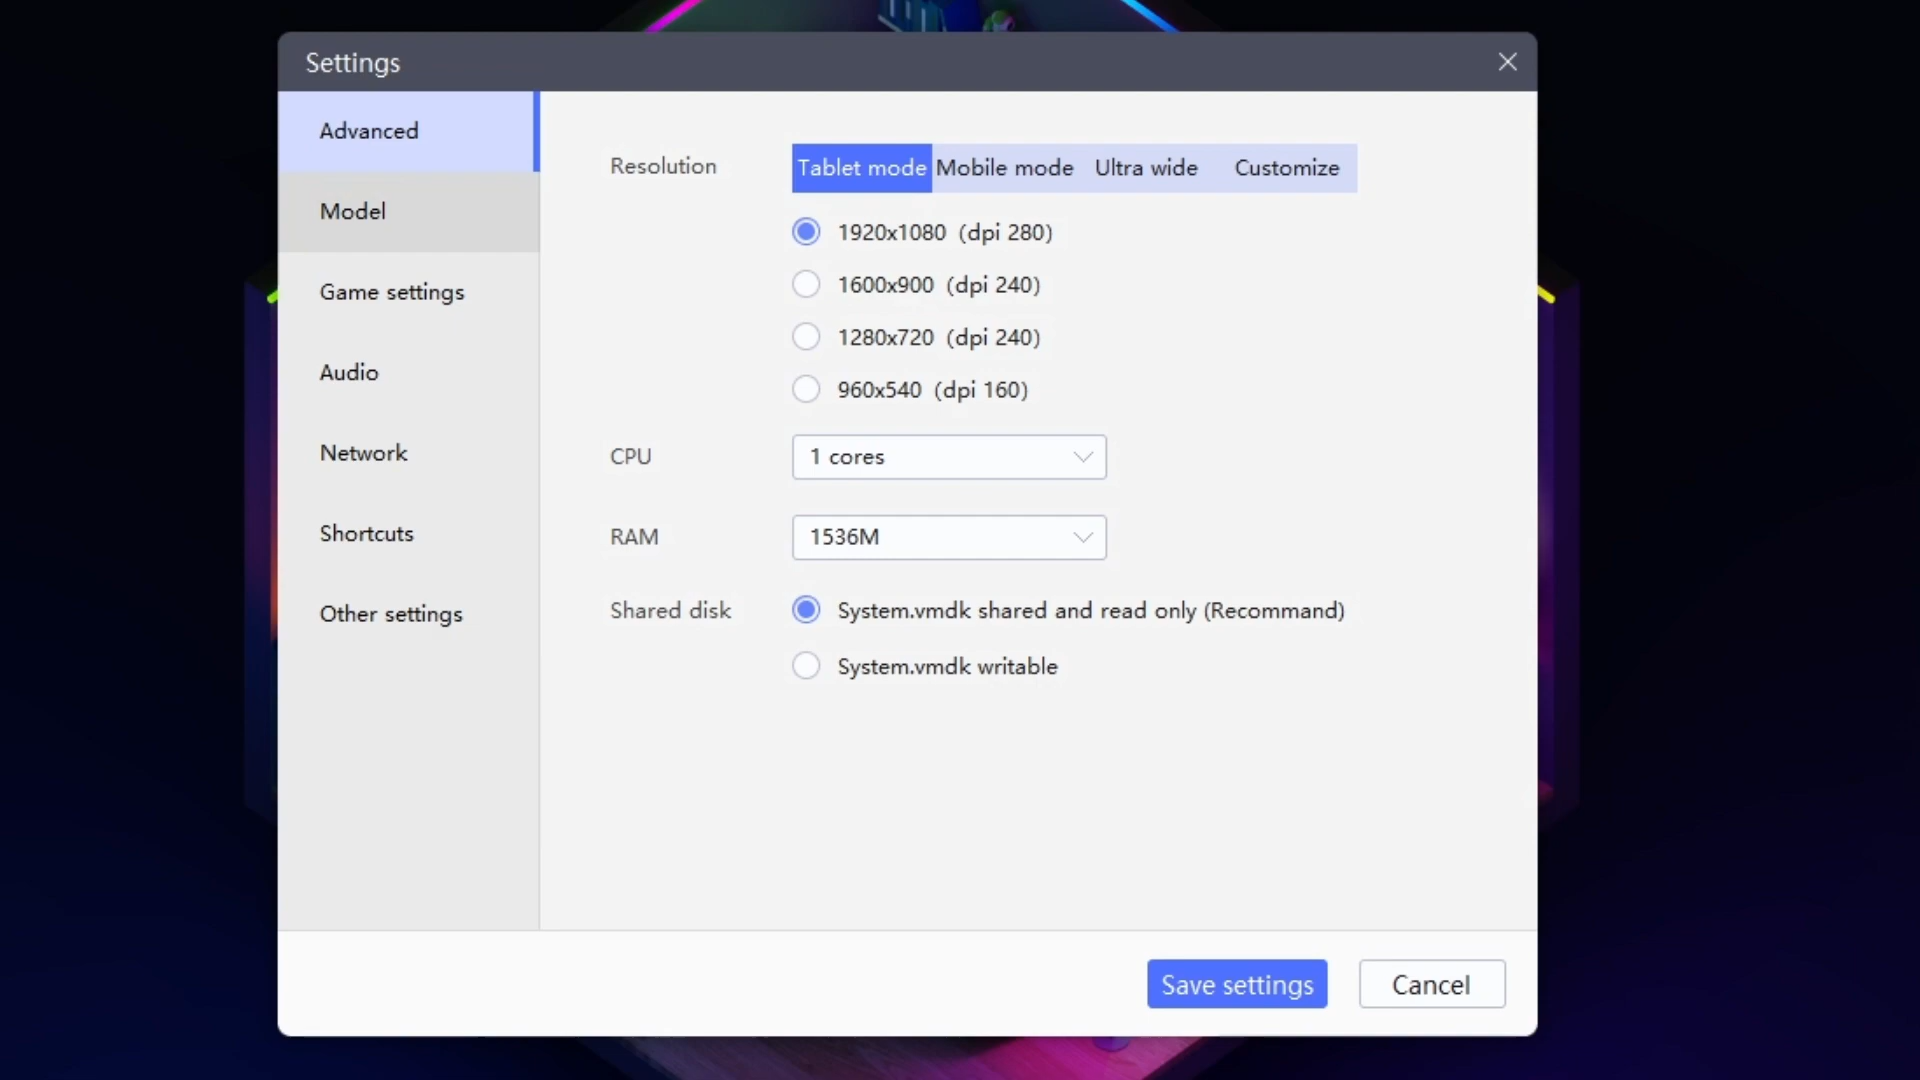 Settings
Advanced
Model
Game settings
Audio
Network
Shortcuts
Other settings
Resolution
Tablet mode Mobile mode Ultra wide Customize
1920x1080 (dpi 280)
1600x900 (dpi 240)
1280x720 (dpi 240)
960x540 (dpi 160)
CPU 1 cores
RAM 1536M
Shared disk System.vmdk shared and read only (Recommand)
System.vmdk writable
Save settings Cancel